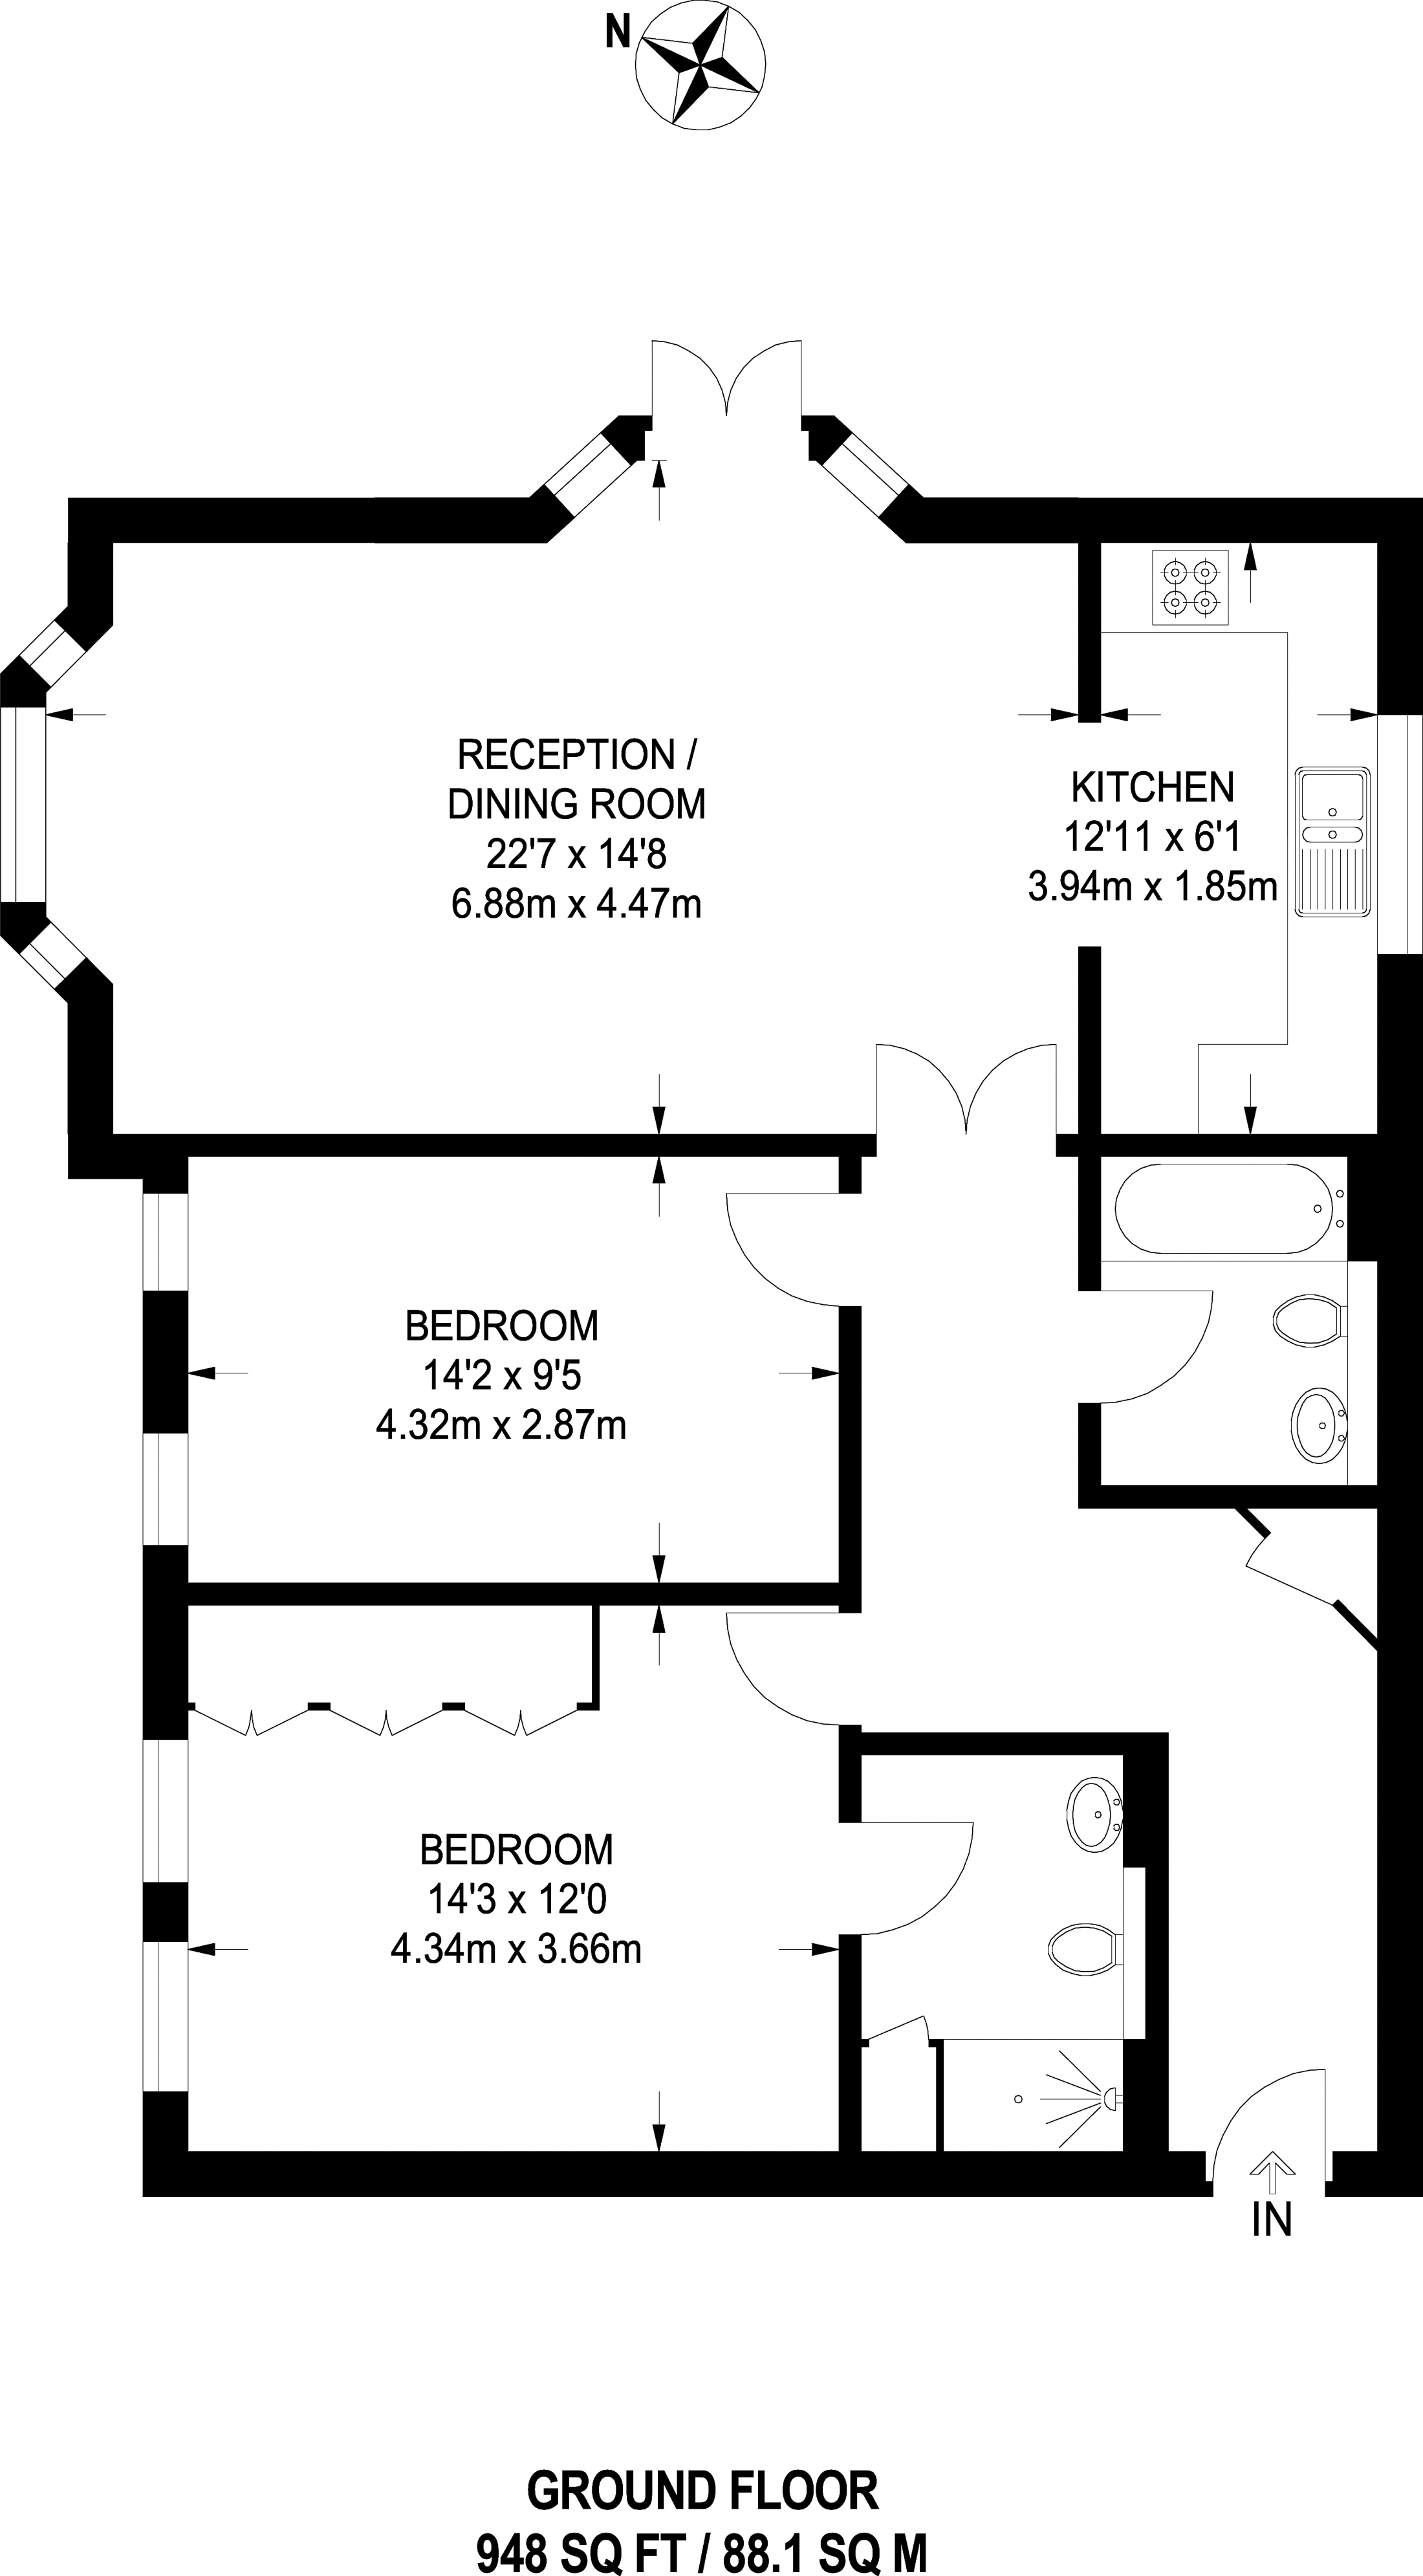 N
RECEPTION /
DINING ROOM
22'7 x 14'8
6.88m x 4.47m
KITCHEN
12'11 x 6'1
3.94m x 1.85m
BEDROOM
14'2 x 9'5
4.32m x 2.87m
BEDROOM
14'3 x 12'0
4.34m x 3.66m
IN
GROUND FLOOR
948 SQ FT / 88.1 SQ M